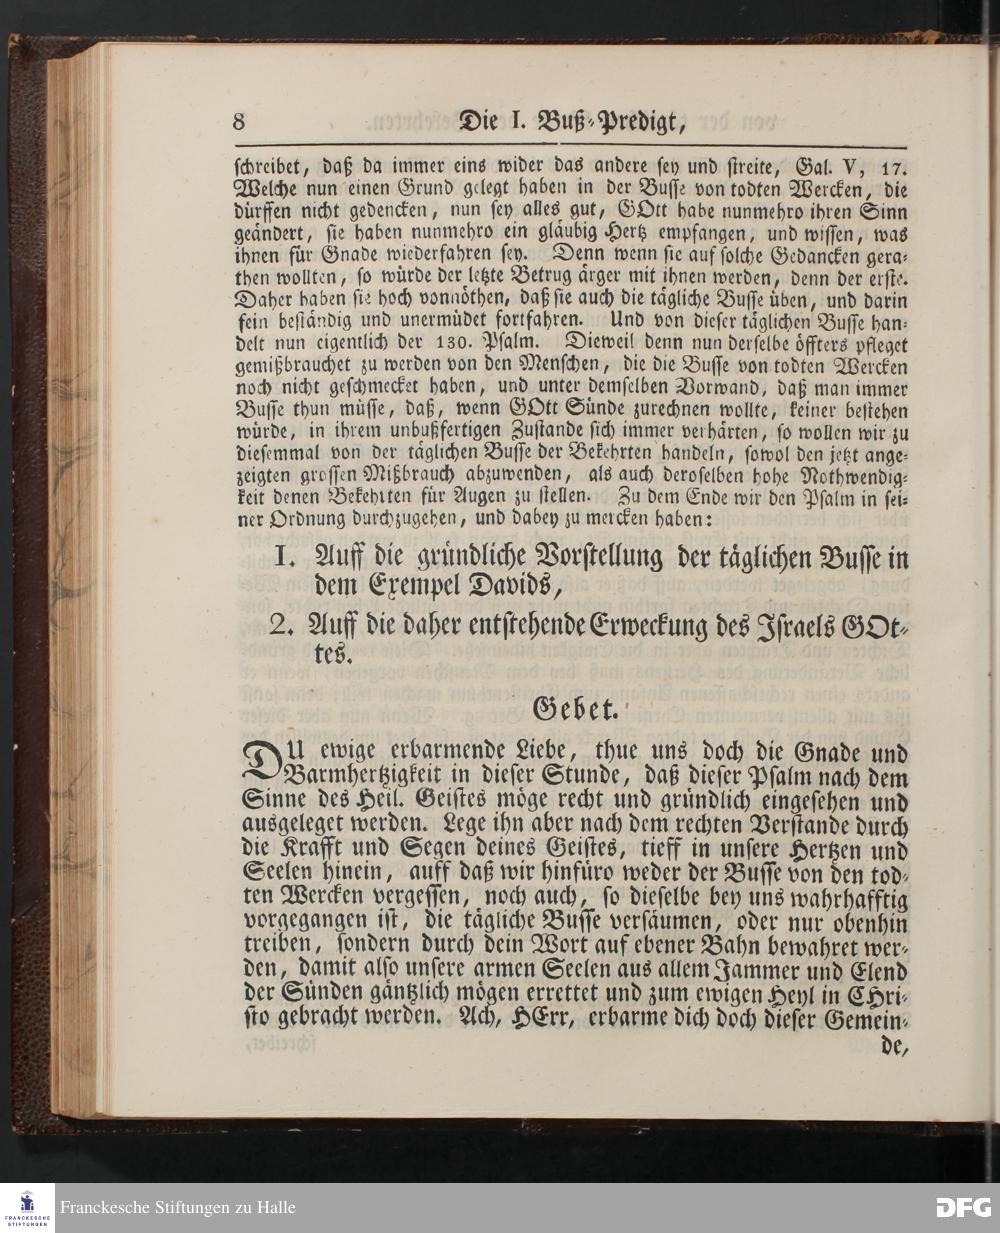 8 Die I. Buß-Predigt,
schreibet, daß da immer eins wider das andere sey und streite, Gal. V, 17.
Welche nun einen Grund gelegt haben in der Busse von todten Wercken, die
dürffen nicht gedencken, nun sey alles gut, GOtt habe nunmehro ihren Sinn
geändert, sie haben nunmehro ein gläubig Hertz empfangen, und wissen, was
ihnen für Gnade wiederfahren sey. Denn wenn sie auf solche Gedancken gera-
then wollten, so würde der letzte Betrug ärger mit ihnen werden, denn der erste.
Daher haben sie hoch vonnöthen, daß sie auch die tägliche Busse üben, und darin
fein beständig und unermüdet fortfahren. Und von dieser täglichen Busse han-
delt nun eigentlich der 130. Psalm. Dieweil denn nun derselbe öffters pfleget
gemißbrauchet zu werden von den Menschen, die die Busse von todten Wercken
noch nicht geschmecket haben, und unter demselben Vorwand, daß man immer
Busse thun müsse, daß, wenn GOtt Sünde zurechnen wollte, keiner bestehen
würde, in ihrem unbußfertigen Zustande sich immer verhärten, so wollen wir zu
diesemmal von der täglichen Busse der Bekehrten handeln, sowol den jetzt ange-
zeigten grossen Mißbrauch abzuwenden, als auch deroselben hohe Nothwendig-
keit denen Bekehrten für Augen zu stellen. Zu dem Ende wir den Psalm in sei-
ner Ordnung durchzugehen, und dabey zu mercken haben:
1. Auff die gründliche Vorstellung der täglichen Busse in
dem Exempel Davids,
2. Auff die daher entstehende Erweckung des Israels GOt-
tes.
Gebet.
DU ewige erbarmende Liebe, thue uns doch die Gnade und
Barmhertzigkeit in dieser Stunde, daß dieser Psalm nach dem
Sinne des Heil. Geistes möge recht und gründlich eingesehen und
ausgeleget werden. Lege ihn aber nach dem rechten Verstande durch
die Krafft und Segen deines Geistes, tieff in unsere Hertzen und
Seelen hinein, auff daß wir hinfüro weder der Busse von den tod-
ten Wercken vergessen, noch auch, so dieselbe bey uns wahrhafftig
vorgegangen ist, die tägliche Busse versäumen, oder nur obenhin
treiben, sondern durch dein Wort auf ebener Bahn bewahret wer-
den, damit also unsere armen Seelen aus allem Jammer und Elend
der Sünden gäntzlich mögen errettet und zum ewigen Heyl in CHri-
sto gebracht werden. Ach, HErr, erbarme dich doch dieser Gemein-
de,
FRANCKESCHE
STIFTUNGEN
Franckesche Stiftungen zu Halle
DFG